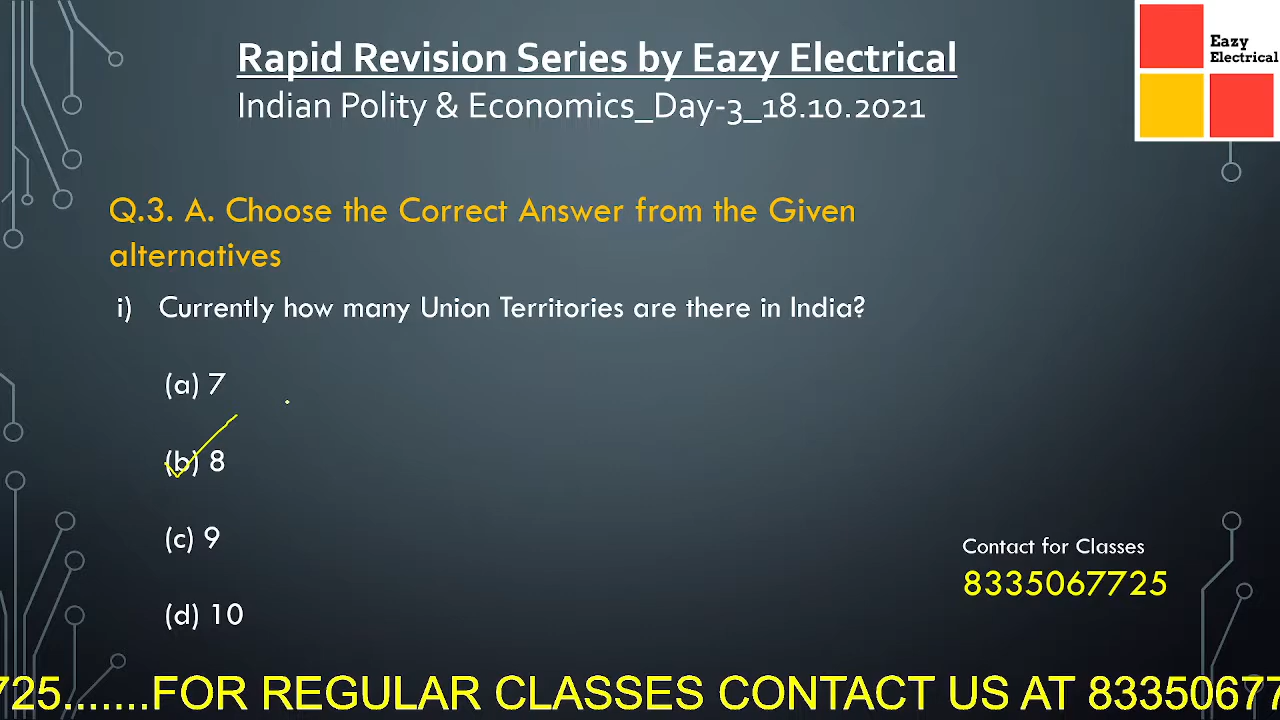 Rapid Revision Series by Eazy Electrical
Indian Polity & Economics_Day-3_18.10.2021
Eazy
Electrical
Q.3. A. Choose the Correct Answer from the Given
alternatives
i) Currently how many Union Territories are there in India?
(a) 7
(b) 8
(c) 9
(d) 10
Contact for Classes
8335067725
725.......FOR REGULAR CLASSES CONTACT US AT 83350677